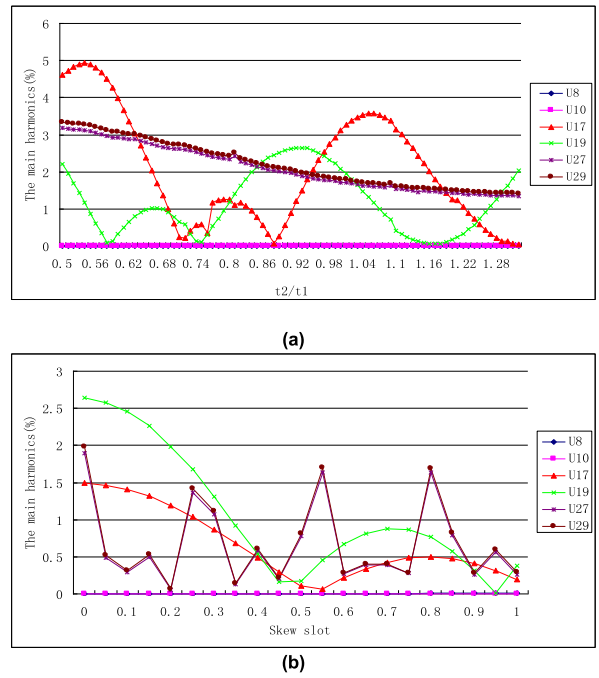 6
5
4
3
2
1
0
The main harmonics(%)
0.5 0.56 0.62 0.68 0.74 0.8 0.86 0.92 0.98 1.04 1.1 1.16 1.22 1.28
t2/t1
U8
U10
U17
U19
U27
U29
(a)
3
2.5
2
1.5
1
0.5
0
The main harmonics(%)
0 0.1 0.2 0.3 0.4 0.5 0.6 0.7 0.8 0.9 1
Skew slot
U8
U10
U17
U19
U27
U29
(b)